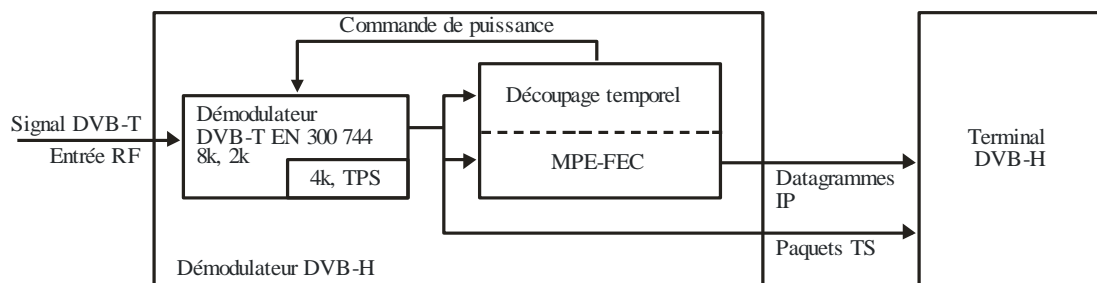 Commande de puissance
Signal DVB-T
Entrée RF
Démodulateur
DVB-T EN 300 744
8k, 2k
4k, TPS
Découpage temporel
MPE-FEC
Datagrammes
IP
Paquets TS
Terminal
DVB-H
Démodulateur DVB-H